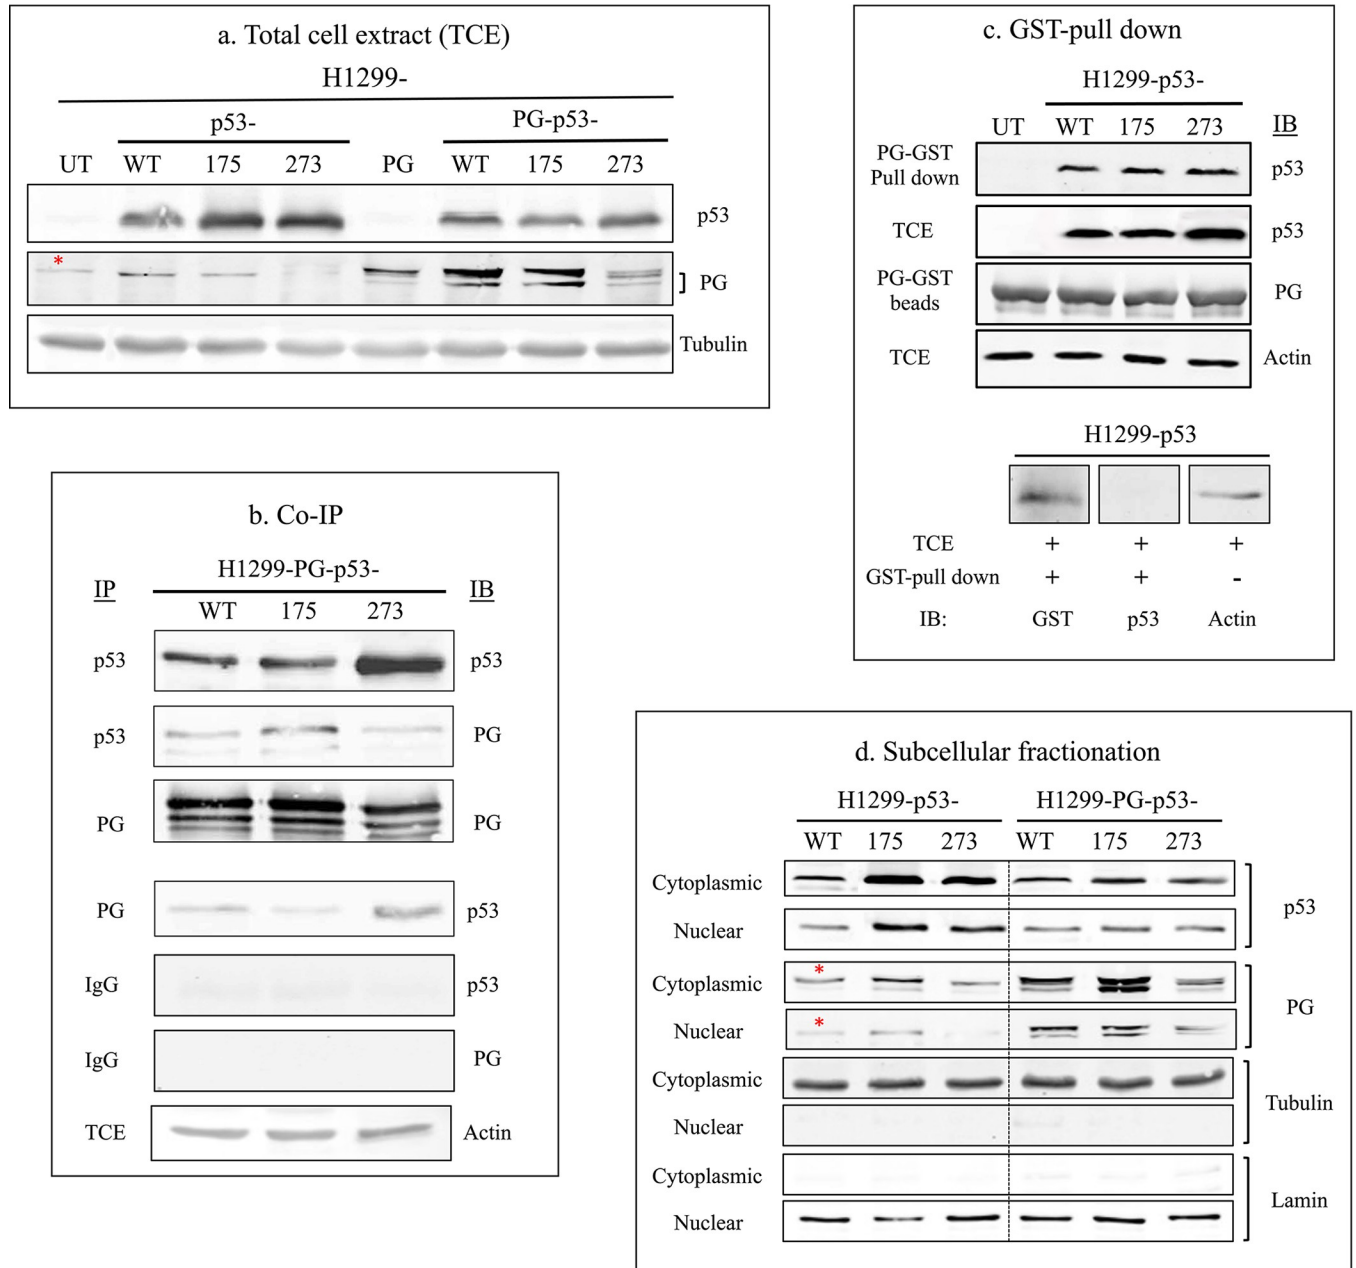 a. Total cell extract (TCE)
H1299-
p53-
PG-p53-
UT WT 175 273 PG WT 175 273
p53
*
PG
Tubulin
b. Co-IP
H1299-PG-p53-
IP
IB
WT 175 273
p53 p53
p53 PG
PG PG
PG p53
IgG p53
IgG PG
TCE Actin
c. GST-pull down
H1299-p53-
UT WT 175 273 IB
PG-GST
Pull down
p53
TCE p53
PG-GST
beads
PG
TCE Actin
H1299-p53
TCE + + +
GST-pull down + + -
IB: GST p53 Actin
d. Subcellular fractionation
H1299-p53- H1299-PG-p53-
WT 175 273 WT 175 273
Cytoplasmic
p53
Nuclear
*
Cytoplasmic
PG
*
Nuclear
Cytoplasmic
Tubulin
Nuclear
Cytoplasmic
Lamin
Nuclear